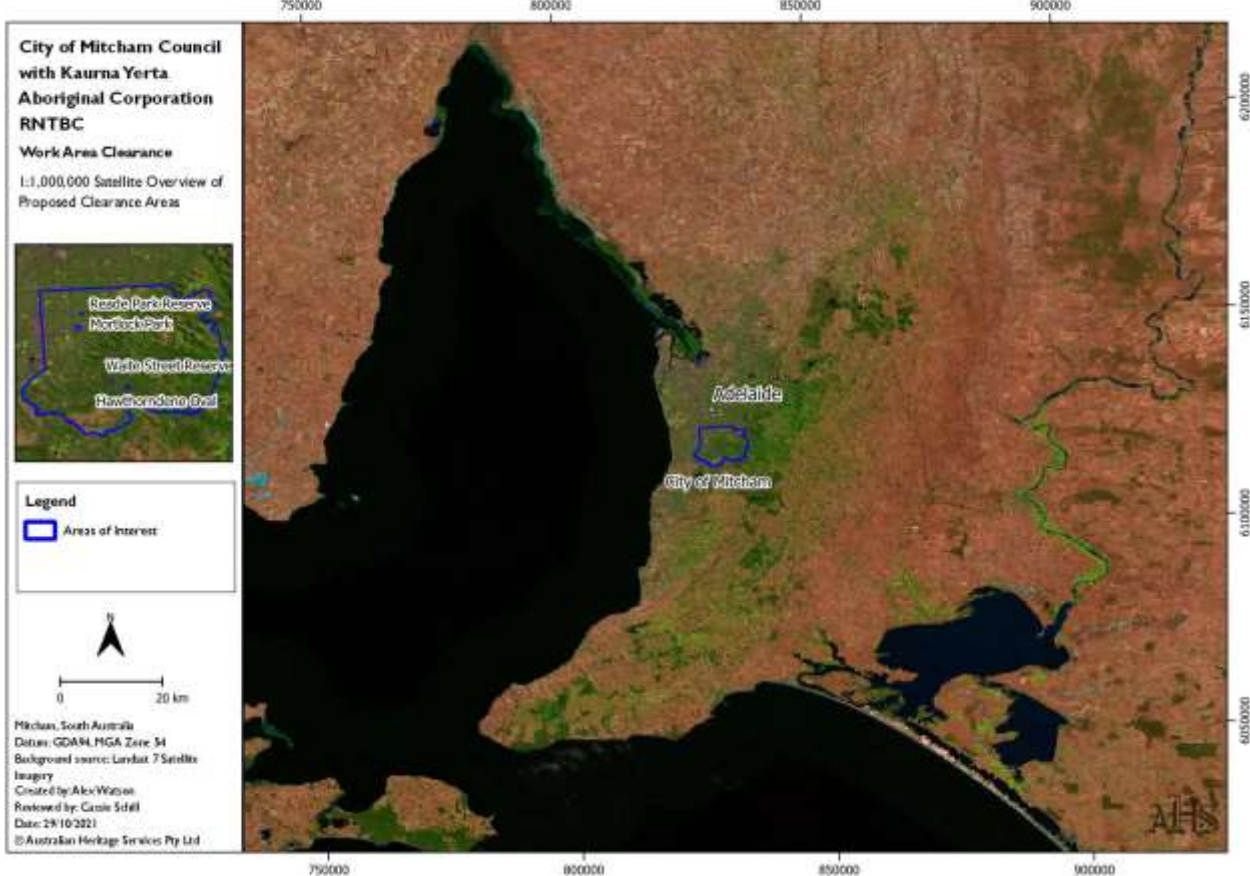 750000 800000 850000 900000
City of Mitcham Council
with Kaurna Yerta
Aboriginal Corporation
RNTBC
Work Area Clearance
1:1,000,000 Satellite Overview of
Proposed Clearance Areas
Reade Park Reserve
Mortlock Park
Waite Street Reserve
Hawthorndene Oval
Legend
Areas of Interest
N
0 20 km
Mitcham, South Australia
Datum: GDA94, MGA Zone 54
Background source: Landsat 7 Satellite
Imagery
Created by: Alex Watson
Reviewed by: Cassie Schill
Date: 29/10/2021
© Australian Heritage Services Pty Ltd
Adelaide
City of Mitcham
6200000
6150000
6100000
6050000
AHS
750000 800000 850000 900000